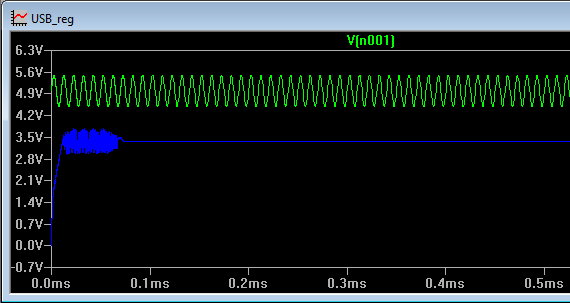 USB_reg
V(n001)
6.3V
5.6V
4.9V
4.2V
3.5V
2.8V
2.1V
1.4V
0.7V
0.0V
-0.7V
0.0ms 0.1ms 0.2ms 0.3ms 0.4ms 0.5ms